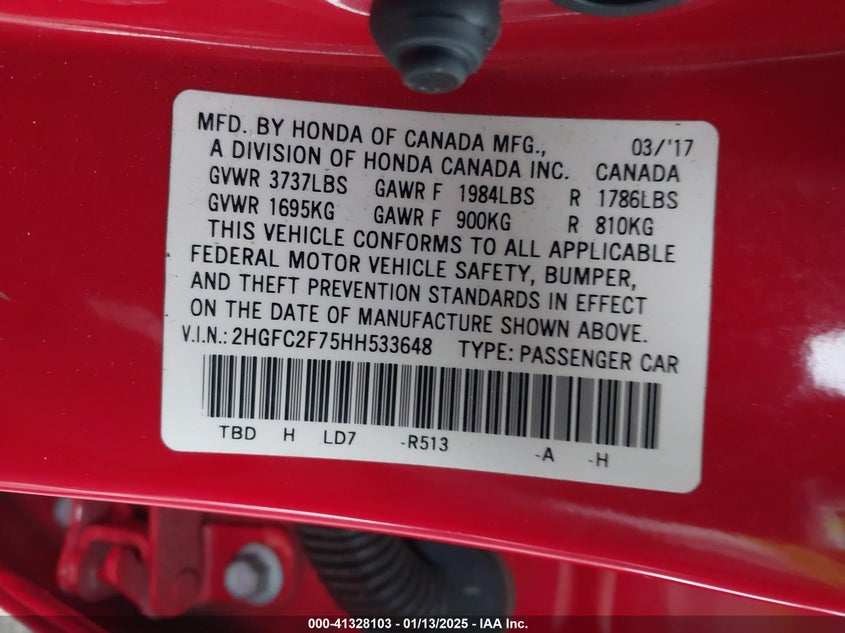 MFD. BY HONDA OF CANADA MFG., 03/'17
A DIVISION OF HONDA CANADA INC. CANADA
GVWR 3737LBS GAWR F 1984LBS R 1786LBS
GVWR 1695KG GAWR F 900KG R 810KG
THIS VEHICLE CONFORMS TO ALL APPLICABLE
FEDERAL MOTOR VEHICLE SAFETY, BUMPER,
AND THEFT PREVENTION STANDARDS IN EFFECT
ON THE DATE OF MANUFACTURE SHOWN ABOVE.
V.I.N.: 2HGFC2F75HH533648 TYPE: PASSENGER CAR
TBD H LD7 -R513 -A -H
000-41328103 - 01/13/2025 - IAA Inc.